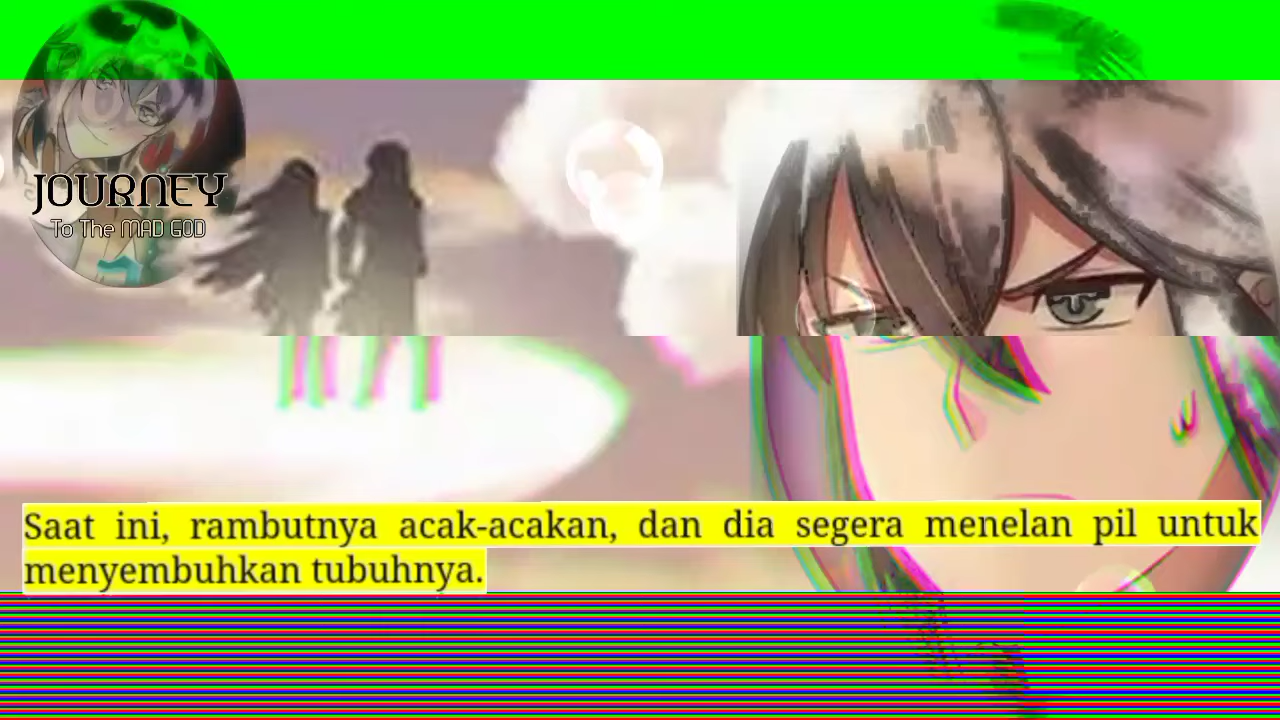 JOURNEY
To The MAD GOD
Saat ini, rambutnya acak-acakan, dan dia segera menelan pil untuk
menyembuhkan tubuhnya.